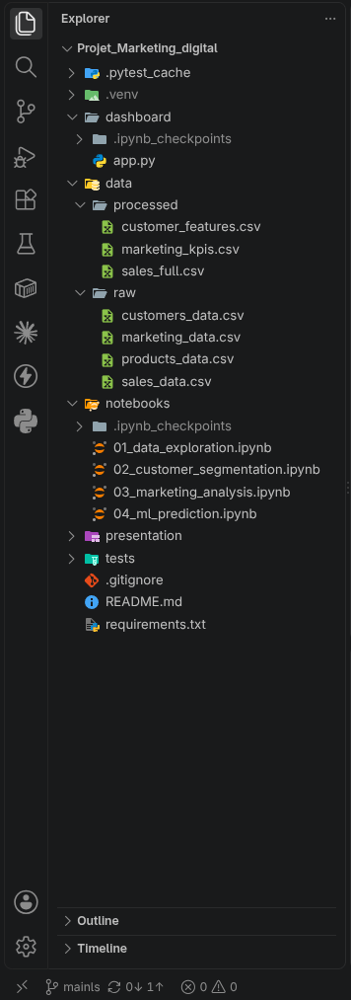 Explorer
Projet_Marketing_digital
.pytest_cache
.venv
dashboard
.ipynb_checkpoints
app.py
data
processed
customer_features.csv
marketing_kpis.csv
sales_full.csv
raw
customers_data.csv
marketing_data.csv
products_data.csv
sales_data.csv
notebooks
.ipynb_checkpoints
01_data_exploration.ipynb
02_customer_segmentation.ipynb
03_marketing_analysis.ipynb
04_ml_prediction.ipynb
presentation
tests
.gitignore
README.md
requirements.txt
Outline
Timeline
mainls 0↓ 1↑ 0 0